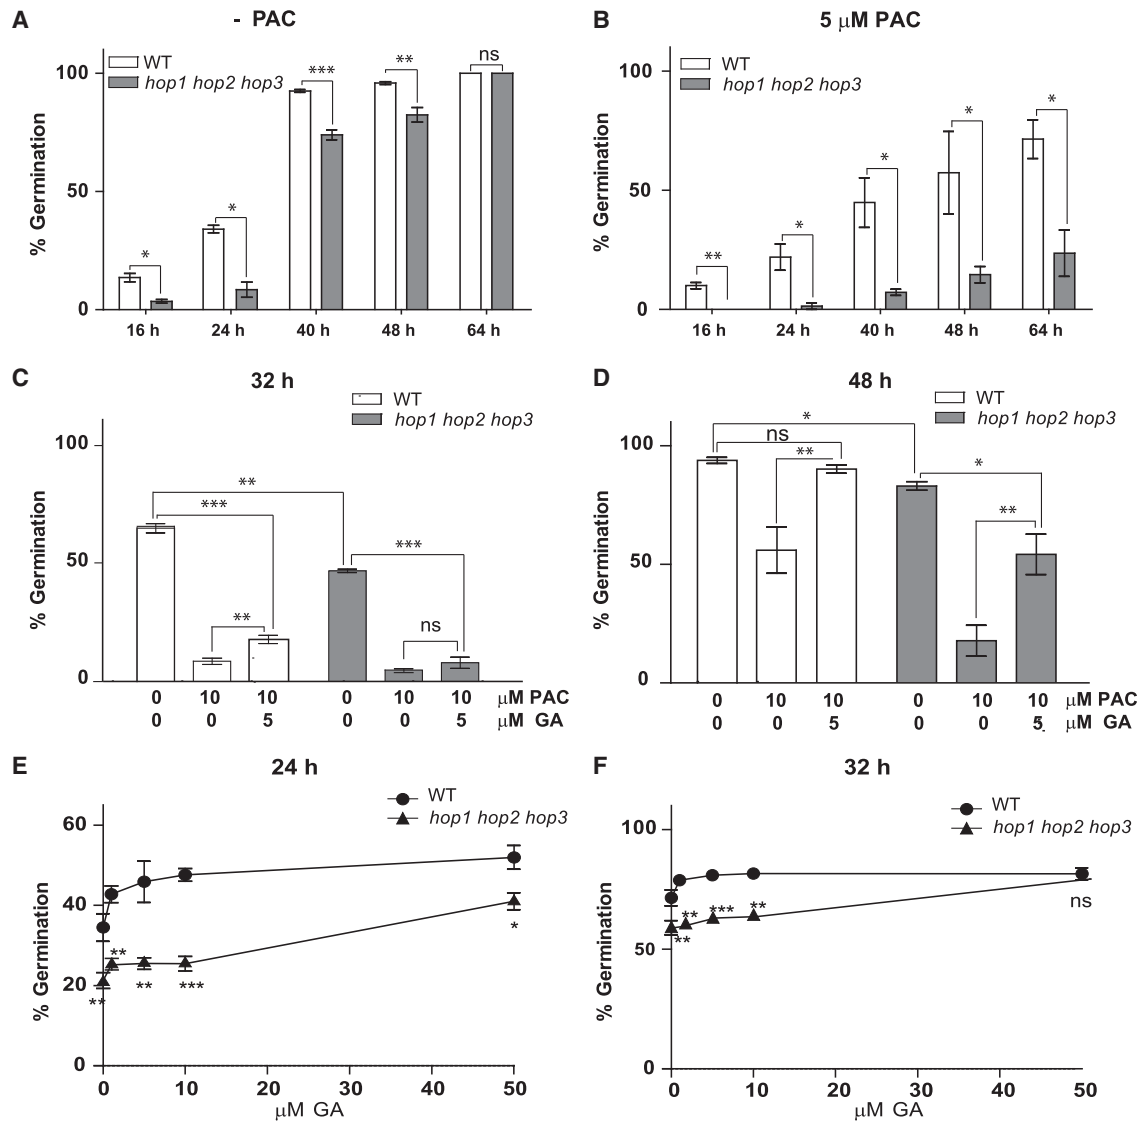 A
- PAC
WT
hop1 hop2 hop3
% Germination
100
50
0
*
*
***
**
ns
16 h
24 h
40 h
48 h
64 h
B
5 μM PAC
WT
hop1 hop2 hop3
% Germination
100
50
0
**
*
*
*
*
16 h
24 h
40 h
48 h
64 h
C
32 h
WT
hop1 hop2 hop3
% Germination
100
50
0
**
***
**
***
ns
0 10 10 0 10 10 μM PAC
0 0 5 0 0 5 μM GA
D
48 h
WT
hop1 hop2 hop3
% Germination
100
50
0
*
ns
**
*
**
0 10 10 0 10 10 μM PAC
0 0 5 0 0 5 μM GA
E
24 h
WT
hop1 hop2 hop3
% Germination
60
40
20
0
**
**
**
***
*
0 10 20 30 40 50
μM GA
F
32 h
WT
hop1 hop2 hop3
% Germination
100
50
0
**
**
***
**
ns
0 10 20 30 40 50
μM GA